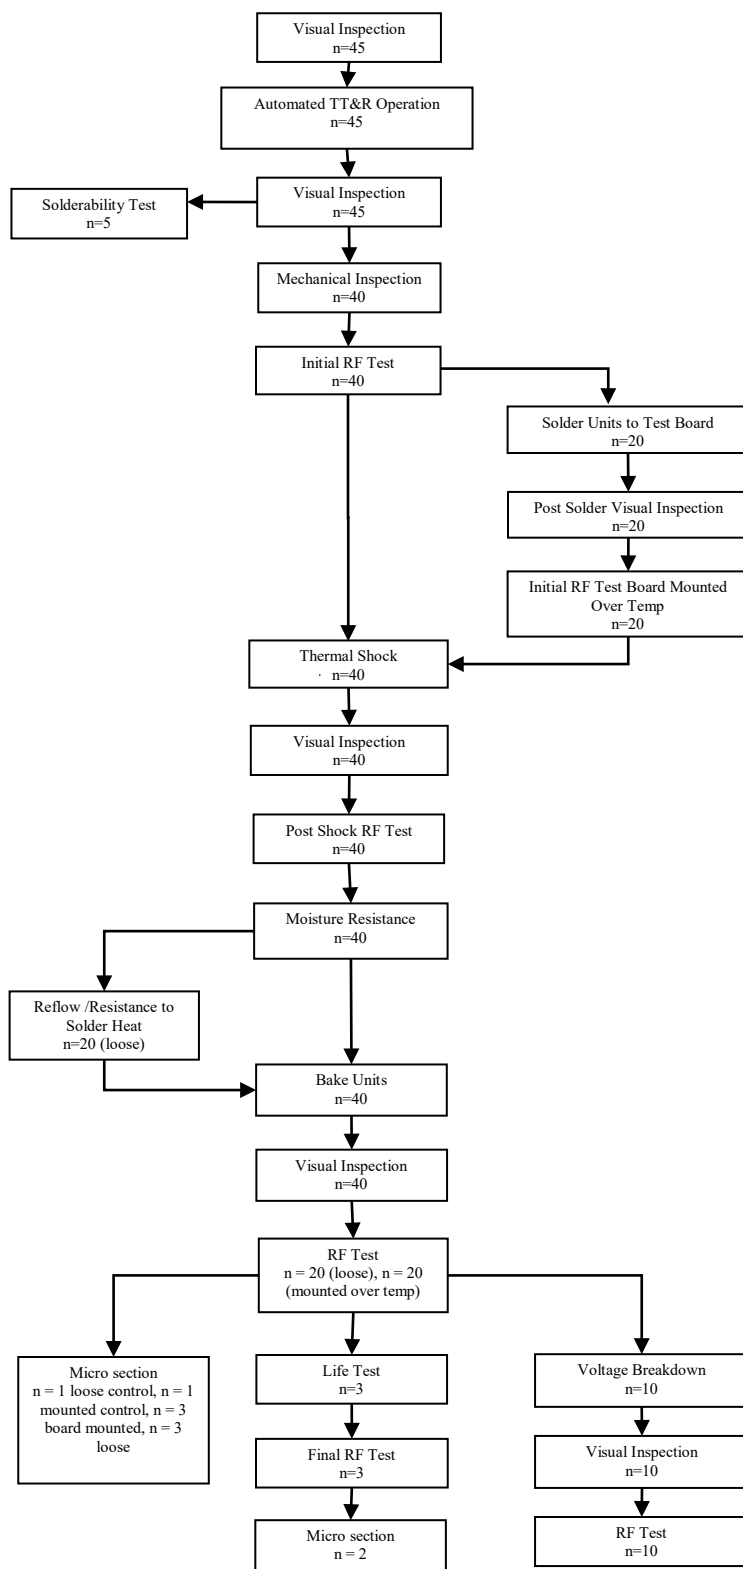 Visual Inspection
n=45
Automated TT&R Operation
n=45
Visual Inspection
n=45
Solderability Test
n=5
Mechanical Inspection
n=40
Initial RF Test
n=40
Solder Units to Test Board
n=20
Post Solder Visual Inspection
n=20
Initial RF Test Board Mounted
Over Temp
n=20
Thermal Shock
n=40
Visual Inspection
n=40
Post Shock RF Test
n=40
Moisture Resistance
n=40
Reflow /Resistance to
Solder Heat
n=20 (loose)
Bake Units
n=40
Visual Inspection
n=40
RF Test
n = 20 (loose), n = 20
(mounted over temp)
Micro section
n = 1 loose control, n = 1
mounted control, n = 3
board mounted, n = 3
loose
Life Test
n=3
Voltage Breakdown
n=10
Final RF Test
n=3
Visual Inspection
n=10
Micro section
n = 2
RF Test
n=10